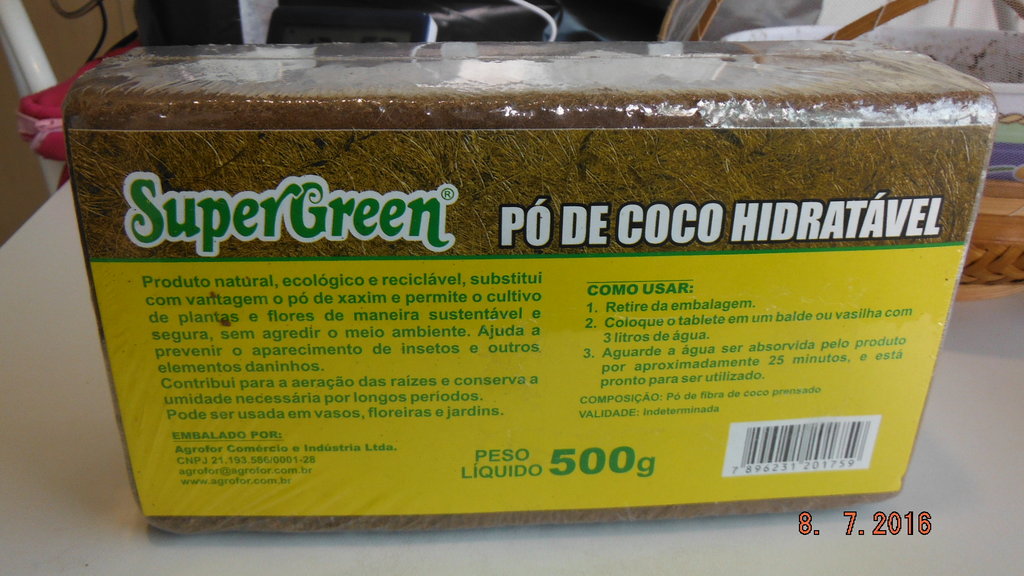 SuperGreen®
PÓ DE COCO HIDRATÁVEL
Produto natural, ecológico e reciclável, substitui
com vantagem o pó de xaxim e permite o cultivo
de plantas e flores de maneira sustentável e
segura, sem agredir o meio ambiente. Ajuda a
prevenir o aparecimento de insetos e outros
elementos daninhos.
Contribui para a aeração das raízes e conserva a
umidade necessária por longos períodos.
Pode ser usada em vasos, floreiras e jardins.
EMBALADO POR:
Agrofor Comércio e Indústria Ltda.
CNPJ 21.193.586/0001-28
agrofor@agrofor.com.br
www.agrofor.com.br
PESO
LÍQUIDO 500g
COMO USAR:
1. Retire da embalagem.
2. Coloque o tablete em um balde ou vasilha com
3 litros de água.
3. Aguarde a água ser absorvida pelo produto
por aproximadamente 25 minutos, e está
pronto para ser utilizado.
COMPOSIÇÃO: Pó de fibra de coco prensado
VALIDADE: Indeterminada
7 896231 201759
8. 7. 2016